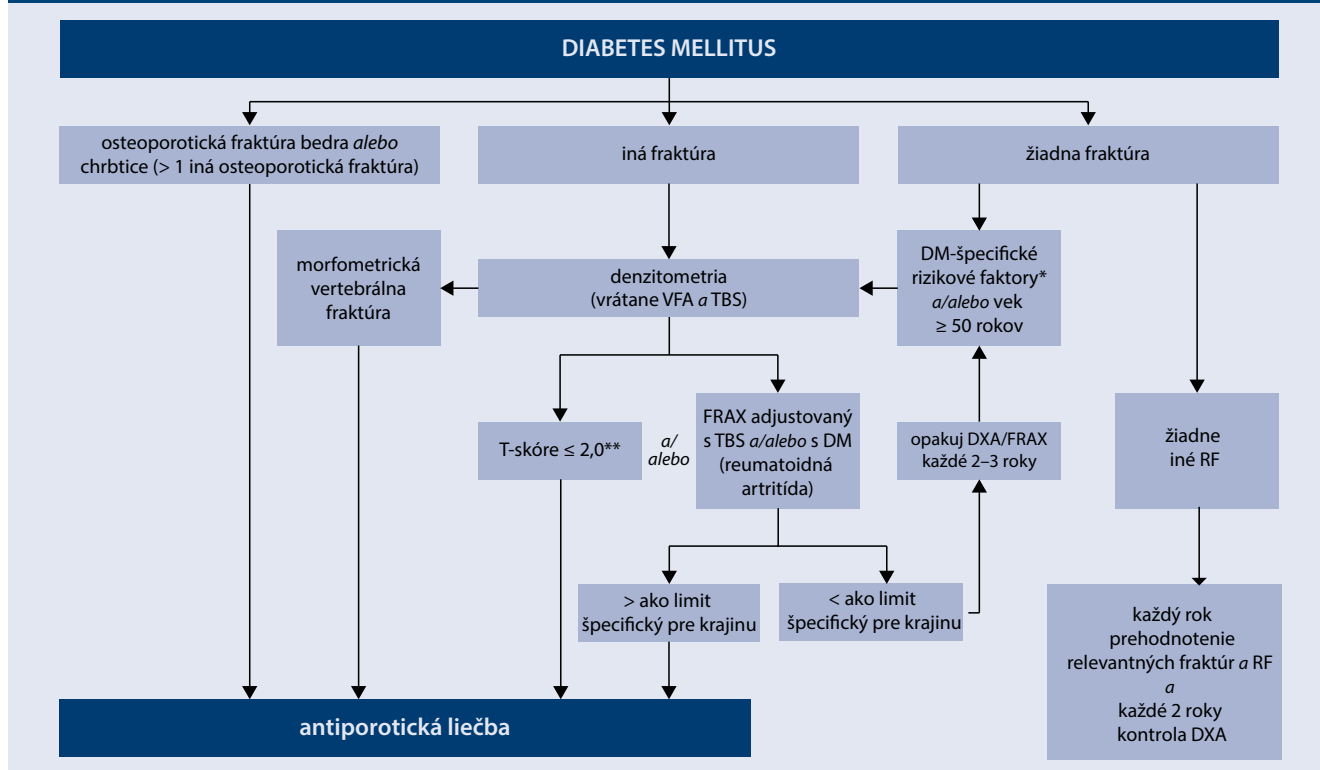 DIABETES MELLITUS
osteoporotická fraktúra bedra alebo
chrbtice (> 1 iná osteoporotická fraktúra)
iná fraktúra
žiadna fraktúra
morfometrická
vertebrálna
fraktúra
denzitometria
(vrátane VFA a TBS)
DM-špecifické
rizikové faktory*
a/alebo vek
≥ 50 rokov
T-skóre ≤ 2,0**
a/
alebo
FRAX adjustovaný
s TBS a/alebo s DM
(reumatoidná
artritída)
opakuj DXA/FRAX
každé 2–3 roky
žiadne
iné RF
> ako limit
špecifický pre krajinu
< ako limit
špecifický pre krajinu
každý rok
prehodnotenie
relevantných fraktúr a RF
a
každé 2 roky
kontrola DXA
antiporotická liečba